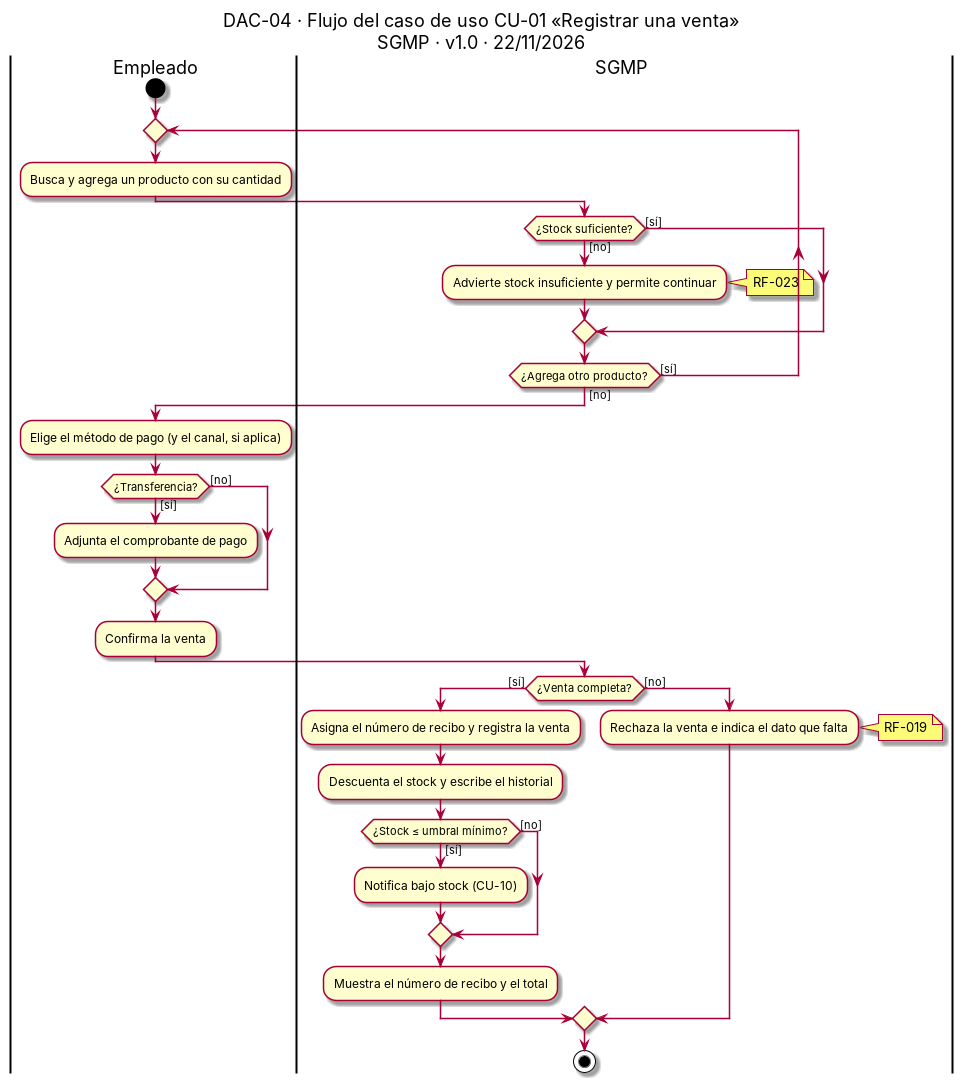 DAC-04 · Flujo del caso de uso CU-01 «Registrar una venta»
SGMP · v1.0 · 22/11/2026
Empleado
SGMP
Busca y agrega un producto con su cantidad
¿Stock suficiente?
[sí]
[no]
Advierte stock insuficiente y permite continuar
RF-023
¿Agrega otro producto?
[sí]
[no]
Elige el método de pago (y el canal, si aplica)
¿Transferencia?
[no]
[sí]
Adjunta el comprobante de pago
Confirma la venta
[sí]
¿Venta completa?
[no]
Asigna el número de recibo y registra la venta
Rechaza la venta e indica el dato que falta
RF-019
Descuenta el stock y escribe el historial
¿Stock ≤ umbral mínimo?
[no]
[sí]
Notifica bajo stock (CU-10)
Muestra el número de recibo y el total